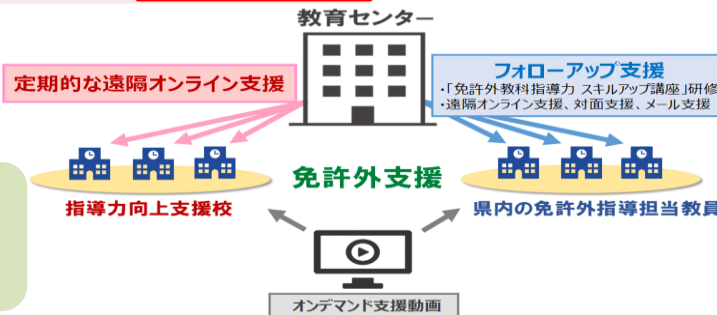 教育センター
定期的な遠隔オンライン支援
フォローアップ支援
・「免許外教科指導力 スキルアップ講座」研修
・遠隔オンライン支援、対面支援、メール支援
免許外支援
指導力向上支援校
県内の免許外指導担当教員
オンデマンド支援動画